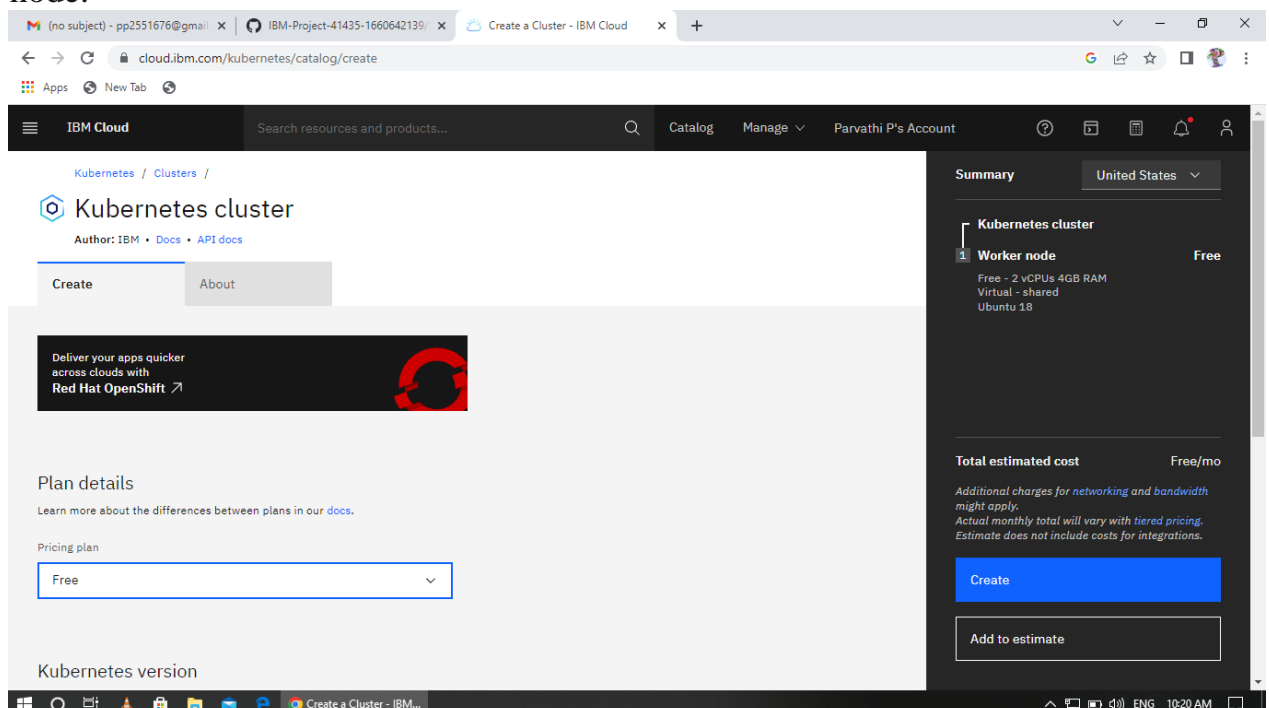 node.
(no subject) - pp2551676@gmail
IBM-Project-41435-1660642139/
Create a Cluster - IBM Cloud
cloud.ibm.com/kubernetes/catalog/create
Apps New Tab
IBM Cloud
Search resources and products...
Catalog Manage Parvathi P's Account
Kubernetes / Clusters /
Kubernetes cluster
Author: IBM • Docs • API docs
Create About
Deliver your apps quicker
across clouds with
Red Hat OpenShift
Plan details
Learn more about the differences between plans in our docs.
Pricing plan
Free
Kubernetes version
Summary United States
Kubernetes cluster
1 Worker node Free
Free - 2 vCPUs 4GB RAM
Virtual - shared
Ubuntu 18
Total estimated cost Free/mo
Additional charges for networking and bandwidth
might apply.
Actual monthly total will vary with tiered pricing.
Estimate does not include costs for integrations.
Create
Add to estimate
Create a Cluster - IBM...
ENG 10:20 AM